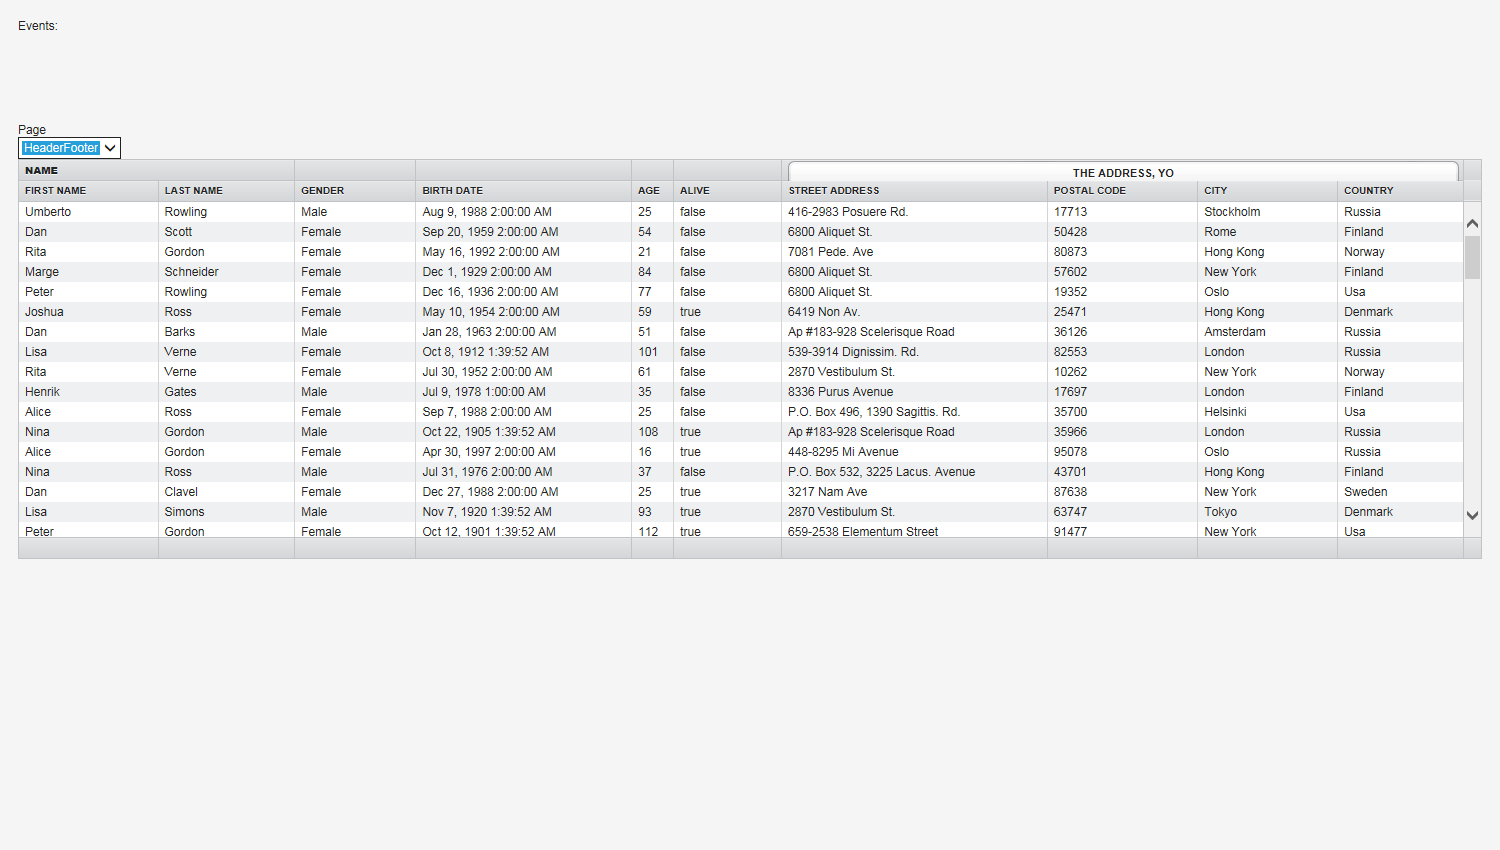 Events:
Page
HeaderFooter
NAME THE ADDRESS, YO
FIRST NAME LAST NAME GENDER BIRTH DATE AGE ALIVE STREET ADDRESS POSTAL CODE CITY COUNTRY
Umberto Rowling Male Aug 9, 1988 2:00:00 AM 25 false 416-2983 Posuere Rd. 17713 Stockholm Russia
Dan Scott Female Sep 20, 1959 2:00:00 AM 54 false 6800 Aliquet St. 50428 Rome Finland
Rita Gordon Female May 16, 1992 2:00:00 AM 21 false 7081 Pede. Ave 80873 Hong Kong Norway
Marge Schneider Female Dec 1, 1929 2:00:00 AM 84 false 6800 Aliquet St. 57602 New York Finland
Peter Rowling Female Dec 16, 1936 2:00:00 AM 77 false 6800 Aliquet St. 19352 Oslo Usa
Joshua Ross Female May 10, 1954 2:00:00 AM 59 true 6419 Non Av. 25471 Hong Kong Denmark
Dan Barks Male Jan 28, 1963 2:00:00 AM 51 false Ap #183-928 Scelerisque Road 36126 Amsterdam Russia
Lisa Verne Female Oct 8, 1912 1:39:52 AM 101 false 539-3914 Dignissim. Rd. 82553 London Russia
Rita Verne Female Jul 30, 1952 2:00:00 AM 61 false 2870 Vestibulum St. 10262 New York Norway
Henrik Gates Male Jul 9, 1978 1:00:00 AM 35 false 8336 Purus Avenue 17697 London Finland
Alice Ross Female Sep 7, 1988 2:00:00 AM 25 false P.O. Box 496, 1390 Sagittis. Rd. 35700 Helsinki Usa
Nina Gordon Male Oct 22, 1905 1:39:52 AM 108 true Ap #183-928 Scelerisque Road 35966 London Russia
Alice Gordon Female Apr 30, 1997 2:00:00 AM 16 true 448-8295 Mi Avenue 95078 Oslo Russia
Nina Ross Male Jul 31, 1976 2:00:00 AM 37 false P.O. Box 532, 3225 Lacus. Avenue 43701 Hong Kong Finland
Dan Clavel Female Dec 27, 1988 2:00:00 AM 25 true 3217 Nam Ave 87638 New York Sweden
Lisa Simons Male Nov 7, 1920 1:39:52 AM 93 true 2870 Vestibulum St. 63747 Tokyo Denmark
Peter Gordon Female Oct 12, 1901 1:39:52 AM 112 true 659-2538 Elementum Street 91477 New York Usa